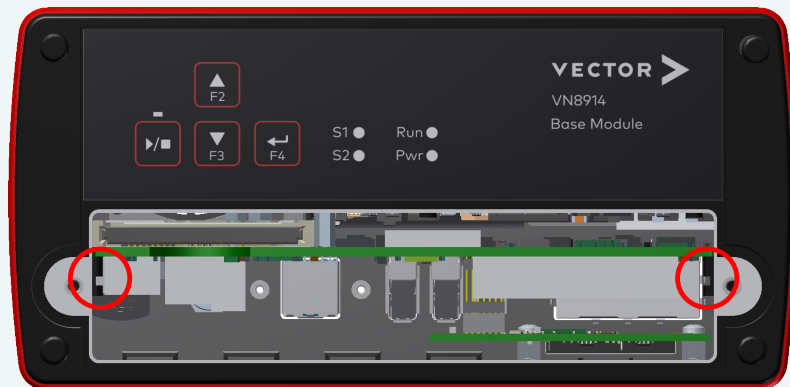 VECTOR
VN8914
Base Module
F2
F3
F4
S1
Run
S2
Pwr